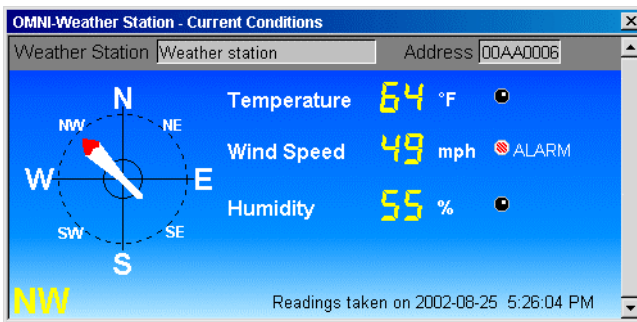 OMNI-Weather Station - Current Conditions
Weather Station Weather station Address 00AA0006
N
NW NE
W E
SW SE
S
NW
Temperature 64 °F
Wind Speed 49 mph ALARM
Humidity 55 %
Readings taken on 2002-08-25 5:26:04 PM